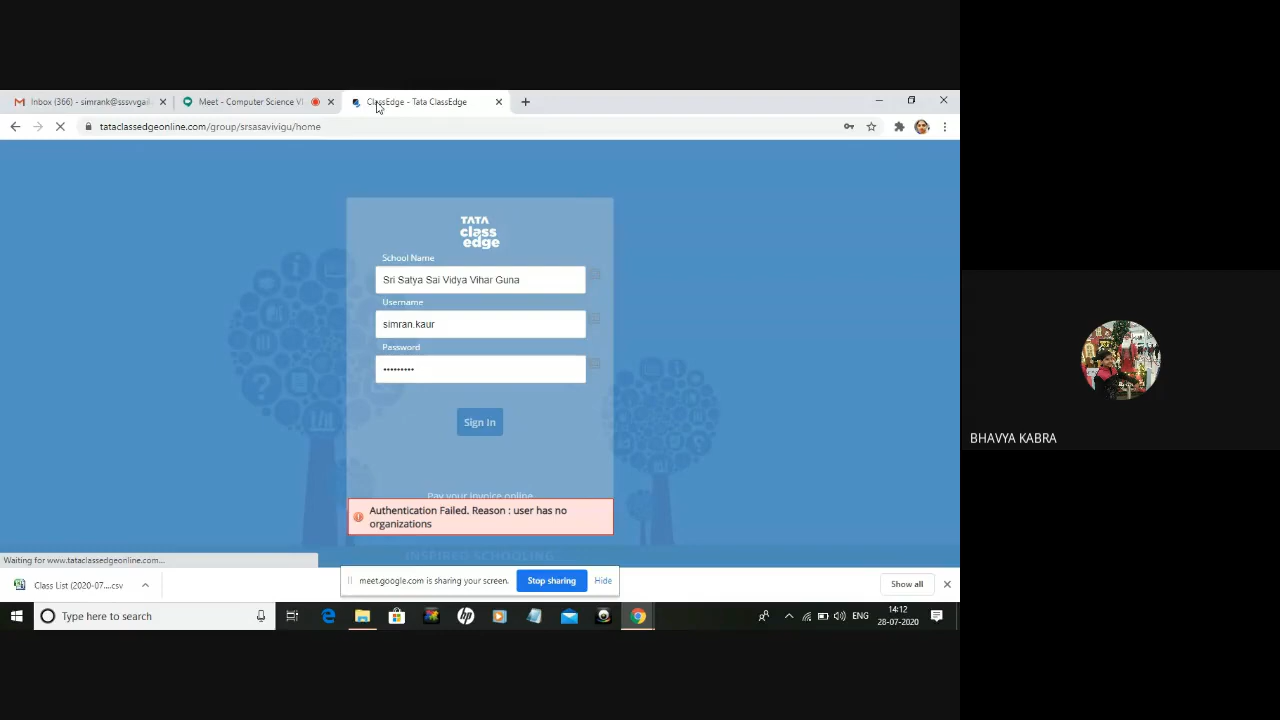 Inbox (366) - simrank@sssvvgail
Meet - Computer Science VI
ClassEdge - Tata ClassEdge
tataclassedgeonline.com/group/srsasavivigu/home
TATA
class
edge
School Name
Sri Satya Sai Vidya Vihar Guna
Username
simran.kaur
Password
•••••••••
Sign In
Pay your invoice online
Authentication Failed. Reason : user has no
organizations
INSPIRED SCHOOLING
Waiting for www.tataclassedgeonline.com...
Class List (2020-07....csv
meet.google.com is sharing your screen.
Stop sharing
Hide
Show all
Type here to search
ENG
14:12
28-07-2020
BHAVYA KABRA